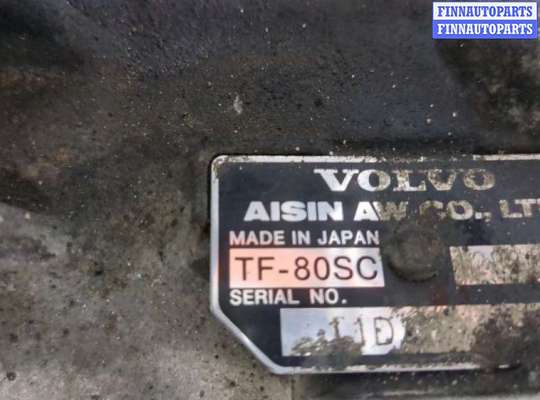 FINNAUTOPARTS
FINNAUTOPARTS
VOLVO
AISIN AW CO., LT
MADE IN JAPAN
TF-80SC
SERIAL NO.